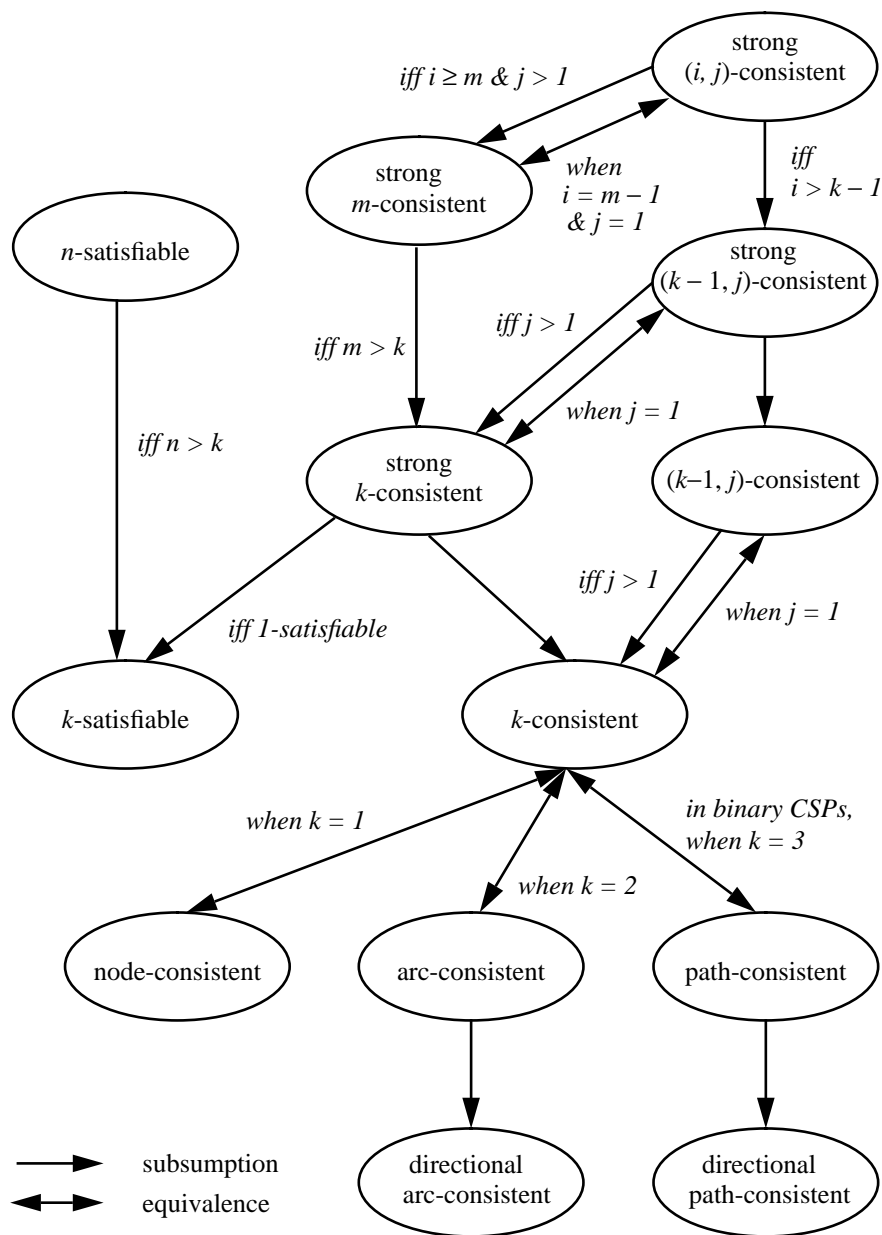 strong
(i, j)-consistent
iff i ≥ m & j > 1
strong
m-consistent
when
i = m – 1
& j = 1
iff
i > k – 1
n-satisfiable
strong
(k – 1, j)-consistent
iff j > 1
iff m > k
when j = 1
iff n > k
strong
k-consistent
(k–1, j)-consistent
iff j > 1
when j = 1
iff 1-satisfiable
k-satisfiable
k-consistent
when k = 1
in binary CSPs,
when k = 3
when k = 2
node-consistent
arc-consistent
path-consistent
subsumption
equivalence
directional
arc-consistent
directional
path-consistent